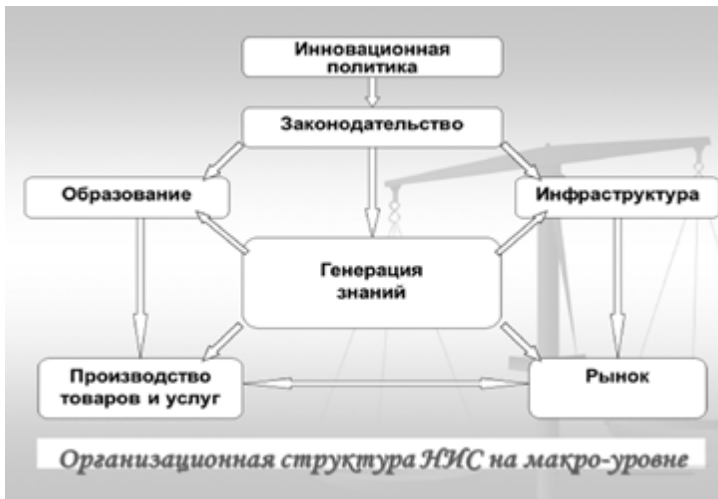 Инновационная
политика
Законодательство
Образование
Инфраструктура
Генерация
знаний
Производство
товаров и услуг
Рынок
Организационная структура НИС на макро-уровне